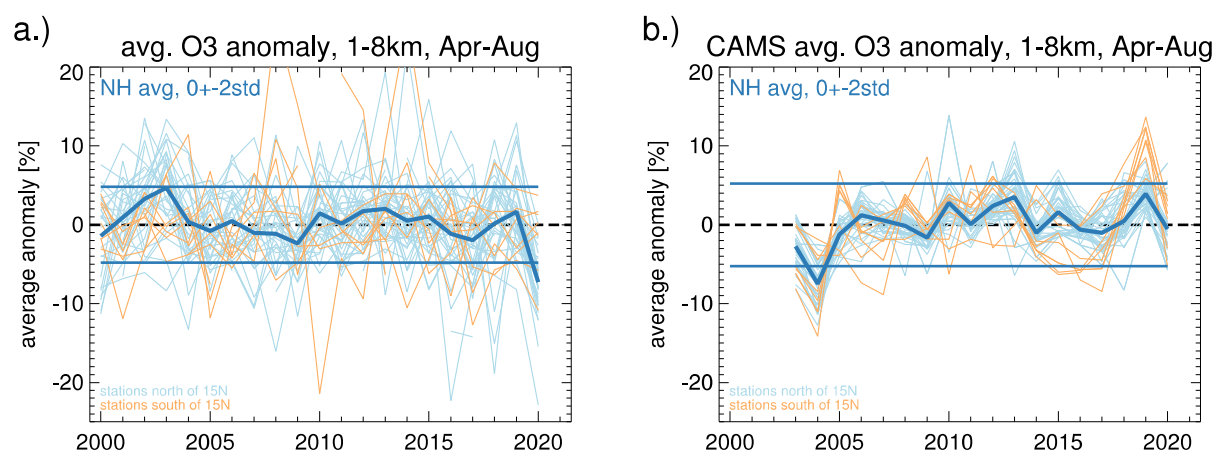 a.)
avg. O3 anomaly, 1-8km, Apr-Aug
NH avg, 0+-2std
average anomaly [%]
20
10
0
-10
-20
stations north of 15N
stations south of 15N
2000
2005
2010
2015
2020
b.)
CAMS avg. O3 anomaly, 1-8km, Apr-Aug
NH avg, 0+-2std
average anomaly [%]
20
10
0
-10
-20
stations north of 15N
stations south of 15N
2000
2005
2010
2015
2020